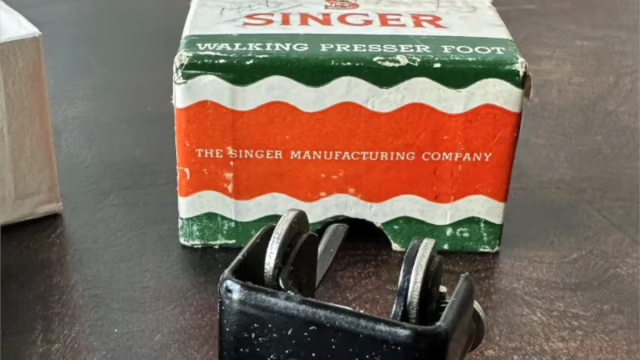 SINGER
WALKING PRESSER FOOT
THE SINGER MANUFACTURING COMPANY